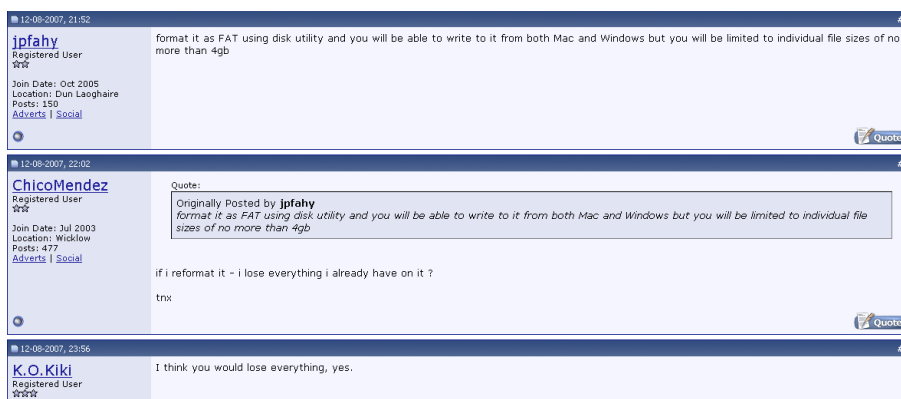 12-08-2007, 21:52
#
jpfahy
Registered User
Join Date: Oct 2005
Location: Dun Laoghaire
Posts: 150
Adverts | Social
format it as FAT using disk utility and you will be able to write to it from both Mac and Windows but you will be limited to individual file sizes of no
more than 4gb
Quote
12-08-2007, 22:02
#
ChicoMendez
Registered User
Join Date: Jul 2003
Location: Wicklow
Posts: 477
Adverts | Social
Quote:
Originally Posted by jpfahy
format it as FAT using disk utility and you will be able to write to it from both Mac and Windows but you will be limited to individual file
sizes of no more than 4gb
if i reformat it - i lose everything i already have on it ?
tnx
Quote
12-08-2007, 23:56
#
K.O.Kiki
Registered User
I think you would lose everything, yes.